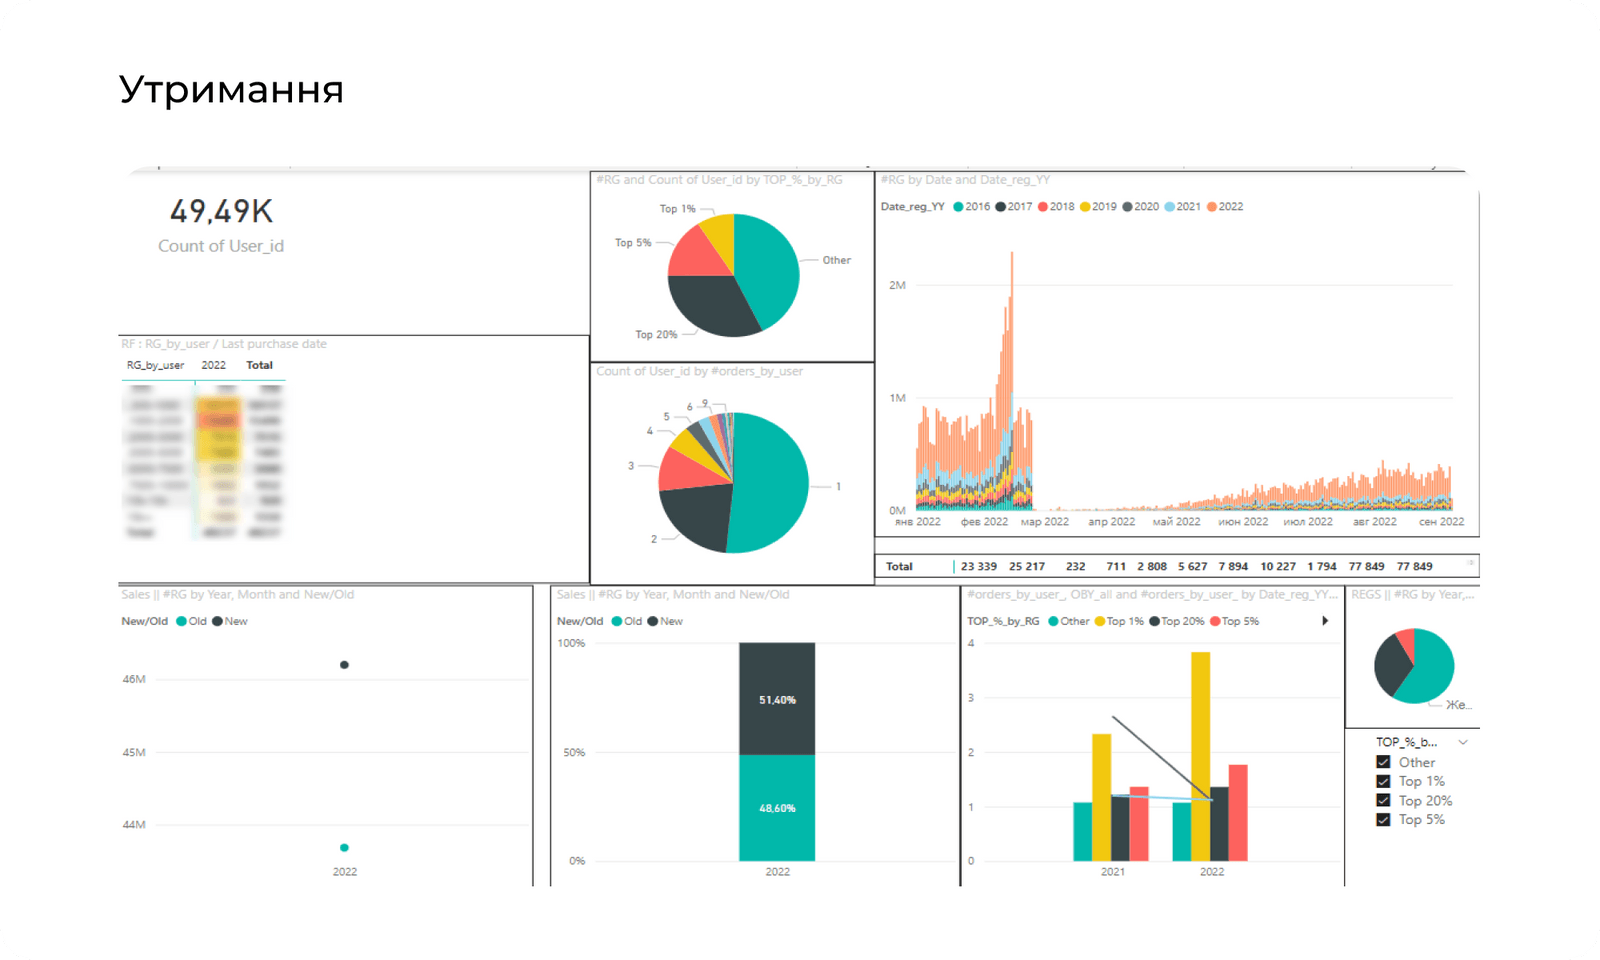 Утримання
49,49K
Count of User_id
#RG and Count of User_id by TOP_%_by_RG
Top 1%
Top 5%
Other
Top 20%
#RG by Date and Date_reg_YY
Date_reg_YY 2016 2017 2018 2019 2020 2021 2022
2M
1M
0M
янв 2022 фев 2022 мар 2022 апр 2022 май 2022 июн 2022 июл 2022 авг 2022 сен 2022
Total 23 339 25 217 232 711 2 808 5 627 7 894 10 227 1 794 77 849 77 849
RF : RG_by_user / Last purchase date
RG_by_user 2022 Total
Count of User_id by #orders_by_user
9
6
5
4
3
1
2
Sales || #RG by Year, Month and New/Old
New/Old Old New
46M
45M
44M
2022
Sales || #RG by Year, Month and New/Old
New/Old Old New
100%
51,40%
50%
48,60%
0%
2022
#orders_by_user_, OBY_all and #orders_by_user_ by Date_reg_YY...
TOP_%_by_RG Other Top 1% Top 20% Top 5%
4
3
2
1
0
2021 2022
REGS || #RG by Year,...
Же...
TOP_%_b...
Other
Top 1%
Top 20%
Top 5%